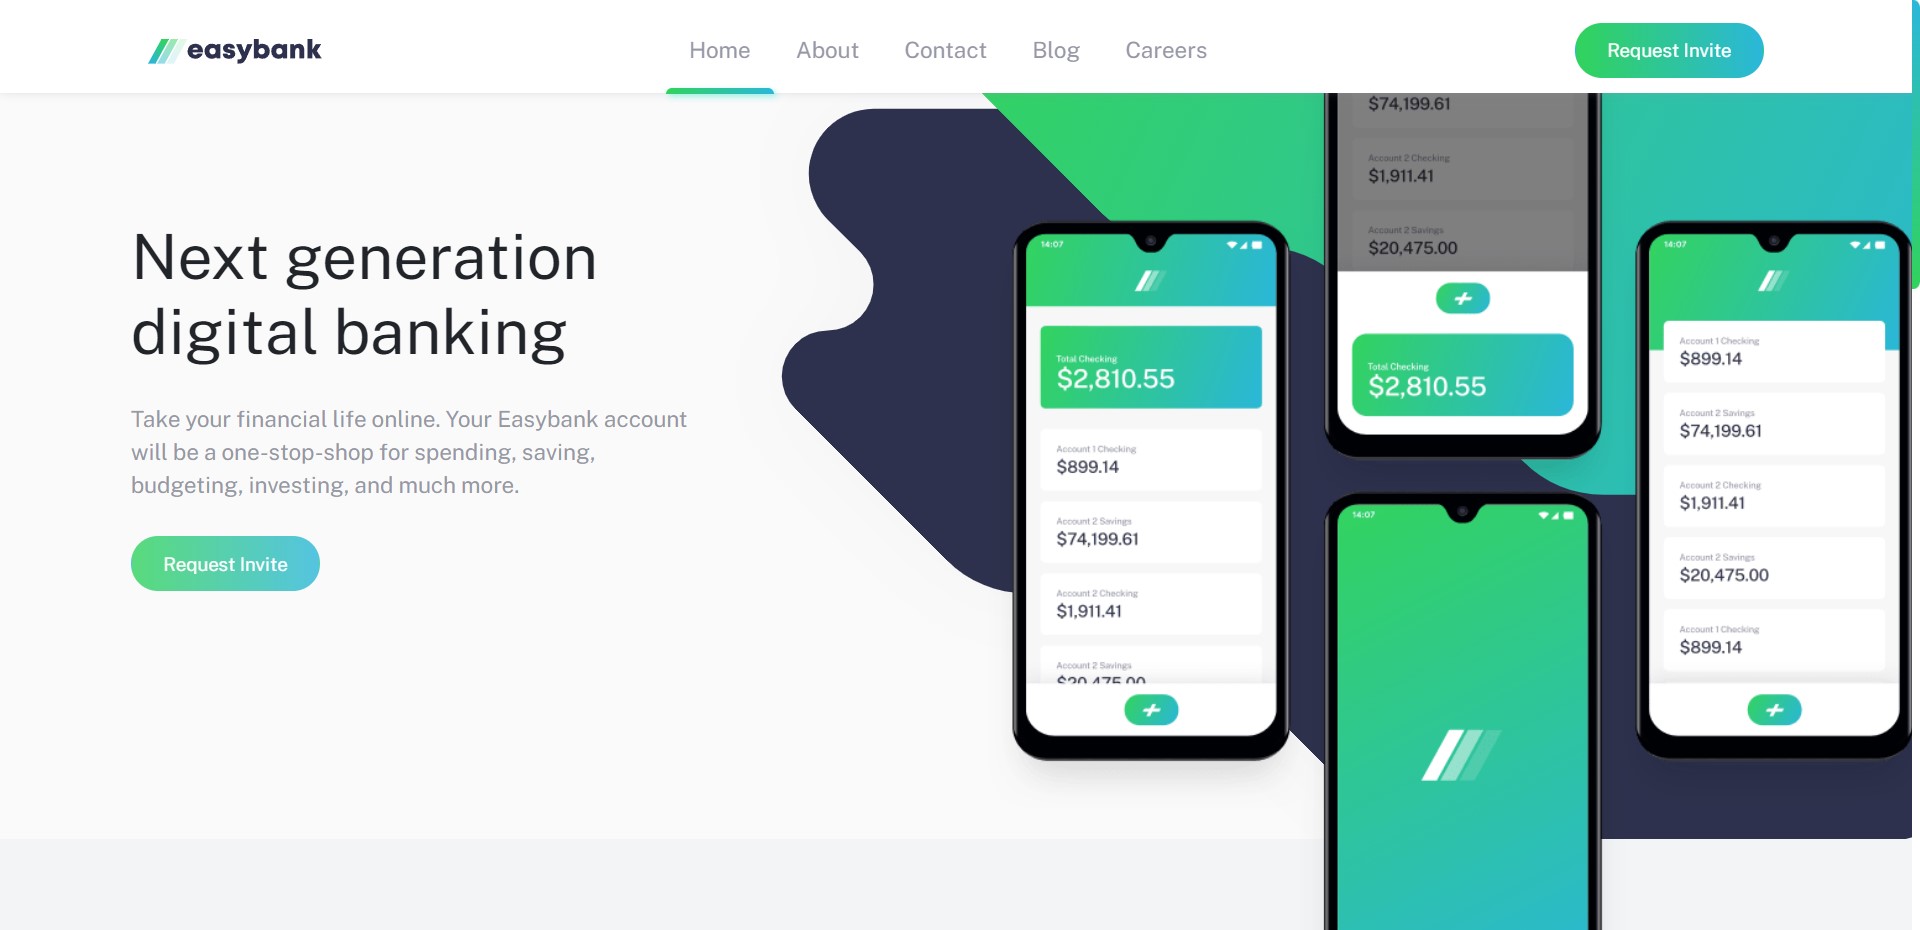 easybank
Home
About
Contact
Blog
Careers
Request Invite
Next generation
digital banking
Take your financial life online. Your Easybank account
will be a one-stop-shop for spending, saving,
budgeting, investing, and much more.
Request Invite
14:07
Total Checking
$2,810.55
Account 1 Checking
$899.14
Account 2 Savings
$74,199.61
Account 2 Checking
$1,911.41
Account 2 Savings
$20,475.00
$74,199.61
Account 2 Checking
$1,911.41
Account 2 Savings
$20,475.00
Total Checking
$2,810.55
14:07
14:07
Account 1 Checking
$899.14
Account 2 Savings
$74,199.61
Account 2 Checking
$1,911.41
Account 2 Savings
$20,475.00
Account 1 Checking
$899.14